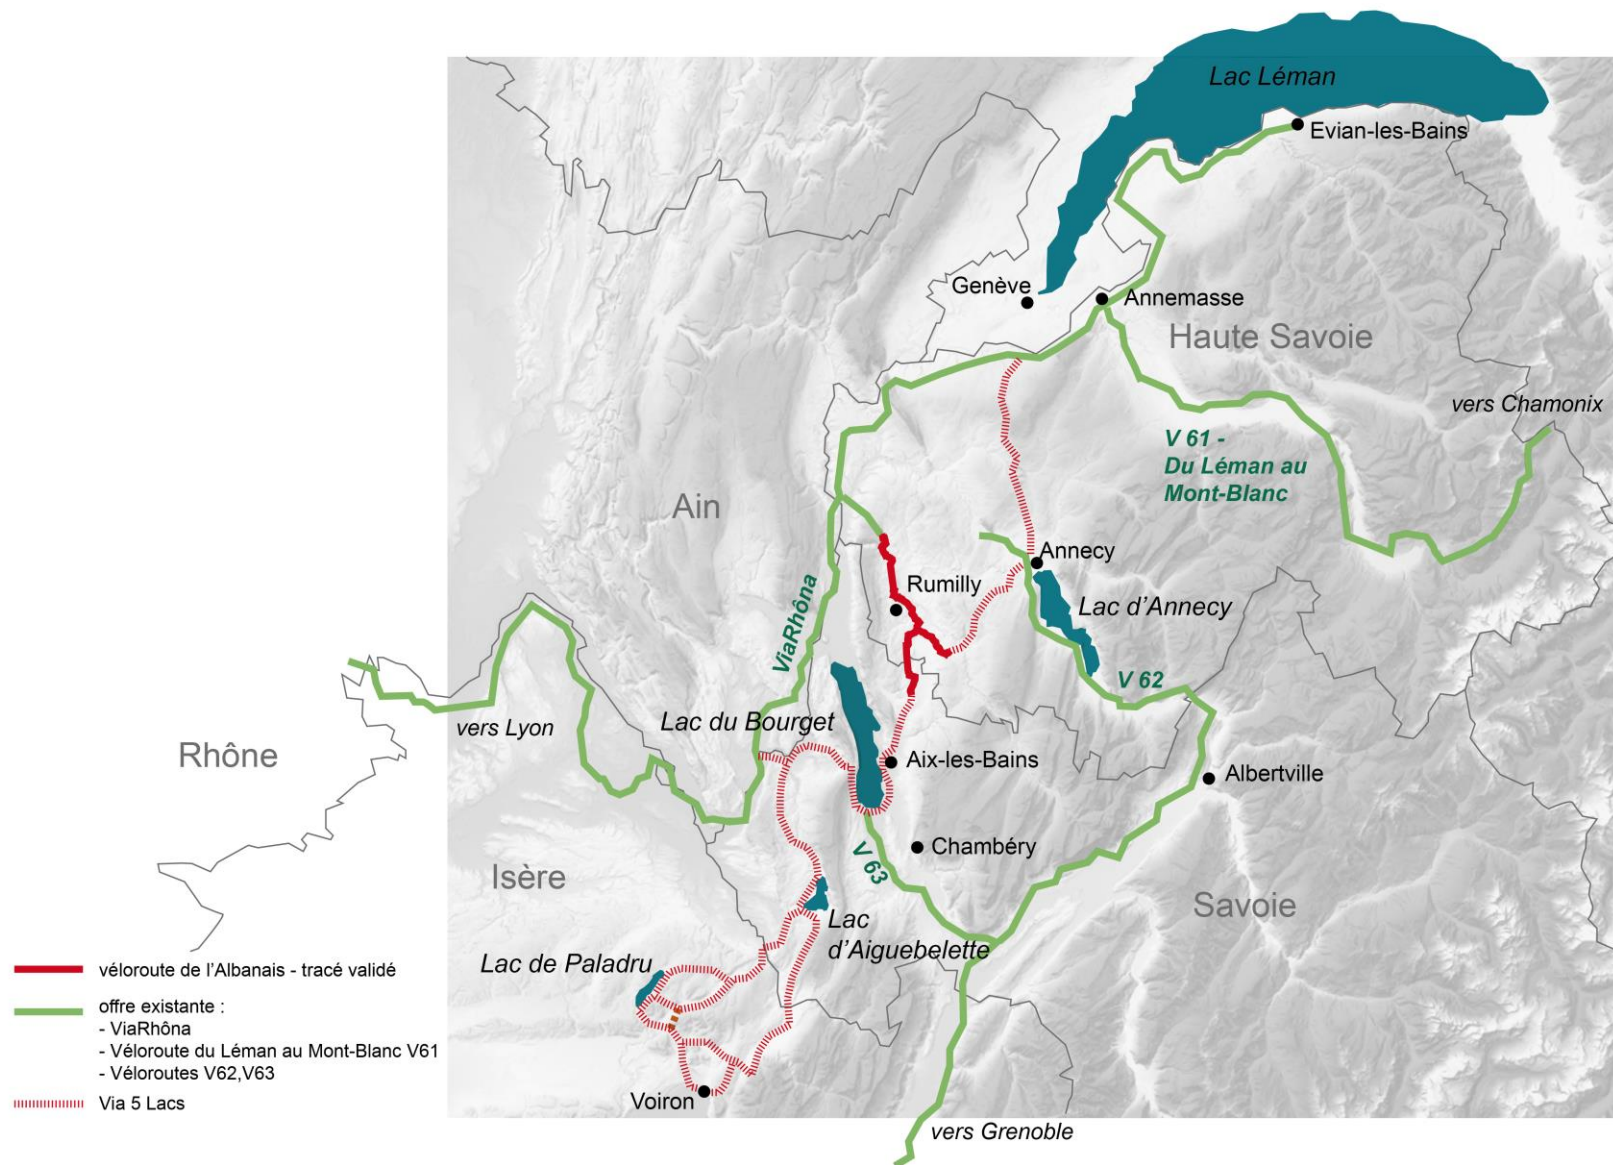 Lac Léman
Evian-les-Bains
Genève
Annemasse
Haute Savoie
vers Chamonix
V 61 -
Du Léman au
Mont-Blanc
Ain
Annecy
Rumilly
Lac d'Annecy
ViaRhôna
V 62
Lac du Bourget
vers Lyon
Rhône
Aix-les-Bains
Albertville
Chambéry
V 63
Isère
Savoie
Lac
d'Aiguebelette
Lac de Paladru
véloroute de l'Albanais - tracé validé
offre existante :
- ViaRhôna
- Véloroute du Léman au Mont-Blanc V61
- Véloroutes V62,V63
Via 5 Lacs
Voiron
vers Grenoble